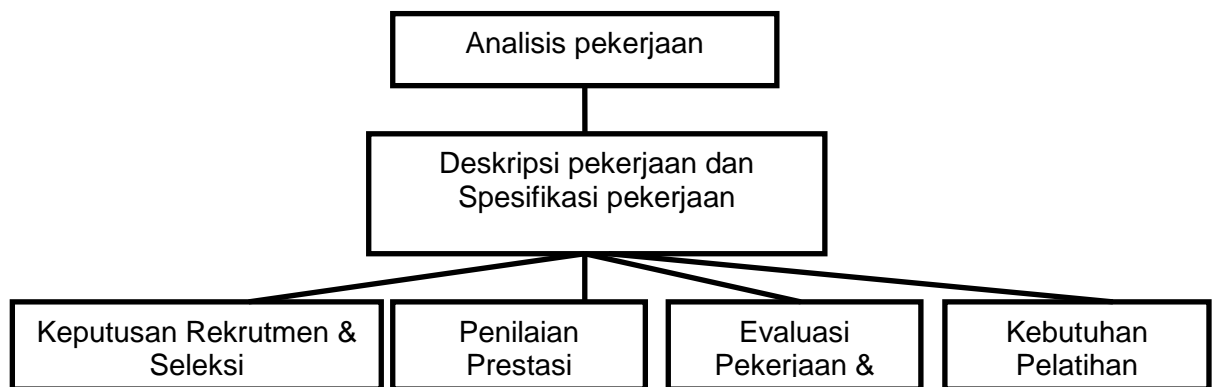 Analisis pekerjaan
Deskripsi pekerjaan dan
Spesifikasi pekerjaan
Keputusan Rekrutmen &
Seleksi
Penilaian
Prestasi
Evaluasi
Pekerjaan &
Kebutuhan
Pelatihan